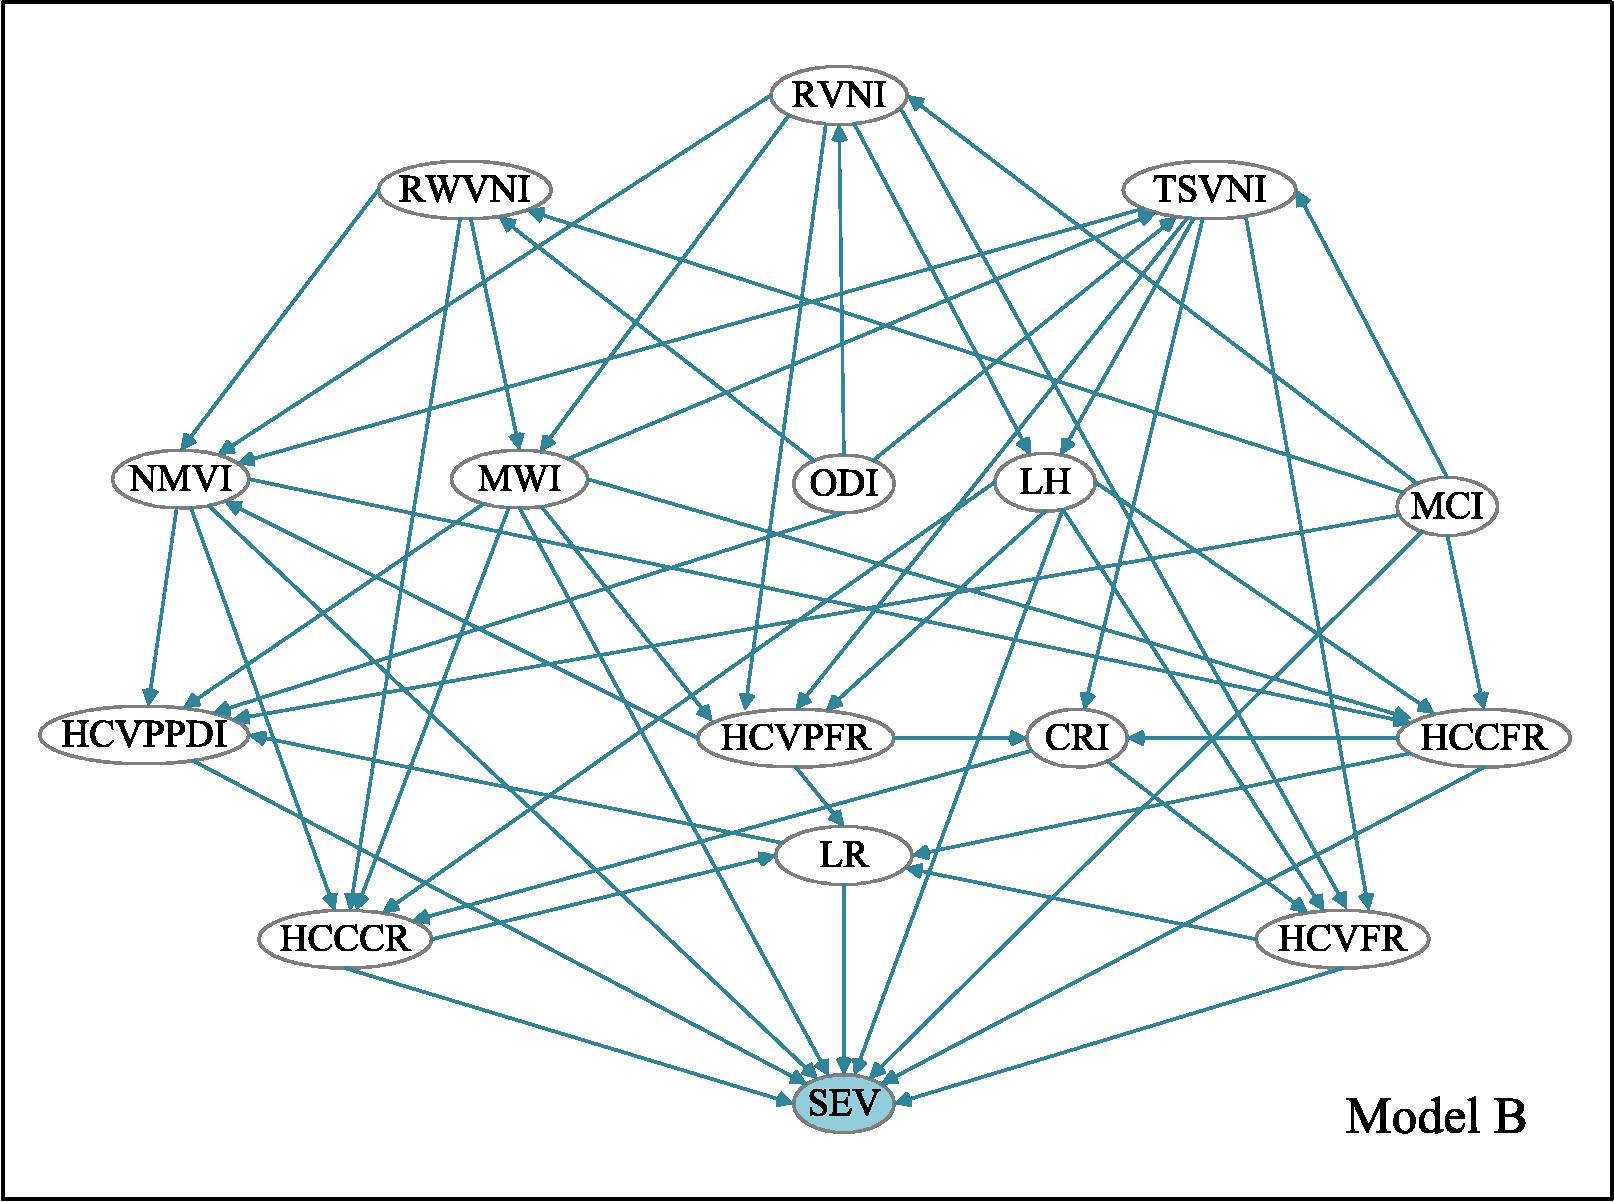 RVNI
RWVNI
TSVNI
NMVI
MWI
ODI
LH
MCI
HCVPPDI
HCVPFR
CRI
HCCFR
LR
HCCCR
HCVFR
SEV
Model B